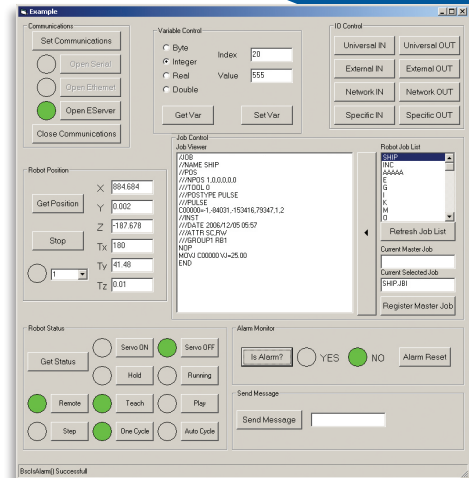 Example
Communications
Set Communications
Open Serial
Open Ethernet
Open EServer
Close Communications
Variable Control
Byte
Integer
Real
Double
Index 20
Value 555
Get Var Set Var
IO Control
Universal IN Universal OUT
External IN External OUT
Network IN Network OUT
Specific IN Specific OUT
Robot Position
Get Position
Stop
1
X 884.684
Y 0.002
Z -187.678
Tx 180
Ty 41.48
Tz 0.01
Job Control
Job Viewer
/JOB
//NAME SHIP
//POS
///NPOS 1,0,0,0,0,0
///TOOL 0
///POSTYPE PULSE
///PULSE
C00000=-1,-84031,-153416,79347,1,2
//INST
///DATE 2006/12/05 05:57
///ATTR SC,RW
///GROUP1 RB1
NOP
MOVJ C00000 VJ=25.00
END
Robot Job List
SHIP
INC
AAAAA
E
G
I
K
M
O
Refresh Job List
Current Master Job
Current Selected Job
SHIP.JBI
Register Master Job
Robot Status
Get Status
Servo ON Servo OFF
Hold Running
Remote Teach Play
Step One Cycle Auto Cycle
Alarm Monitor
Is Alarm? YES NO Alarm Reset
Send Message
Send Message
BscIsAlarm() Successfull